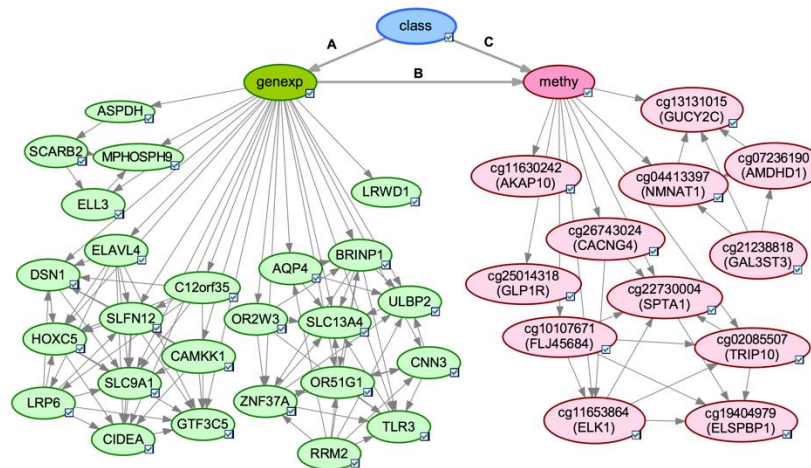 class
A
C
genexp
B
methy
ASPDH
cg13131015
(GUCY2C)
SCARB2
MPHOSPH9
cg07236190
(AMDHD1)
cg11630242
(AKAP10)
cg04413397
(NMNAT1)
LRWD1
ELL3
cg26743024
(CACNG4)
cg21238818
(GAL3ST3)
ELAVL4
BRINP1
DSN1
AQP4
C12orf35
cg25014318
(GLP1R)
cg22730004
(SPTA1)
ULBP2
SLFN12
OR2W3
SLC13A4
HOXC5
cg10107671
(FLJ45684)
cg02085507
(TRIP10)
CAMKK1
CNN3
SLC9A1
OR51G1
LRP6
ZNF37A
cg11653864
(ELK1)
cg19404979
(ELSPBP1)
GTF3C5
TLR3
CIDEA
RRM2